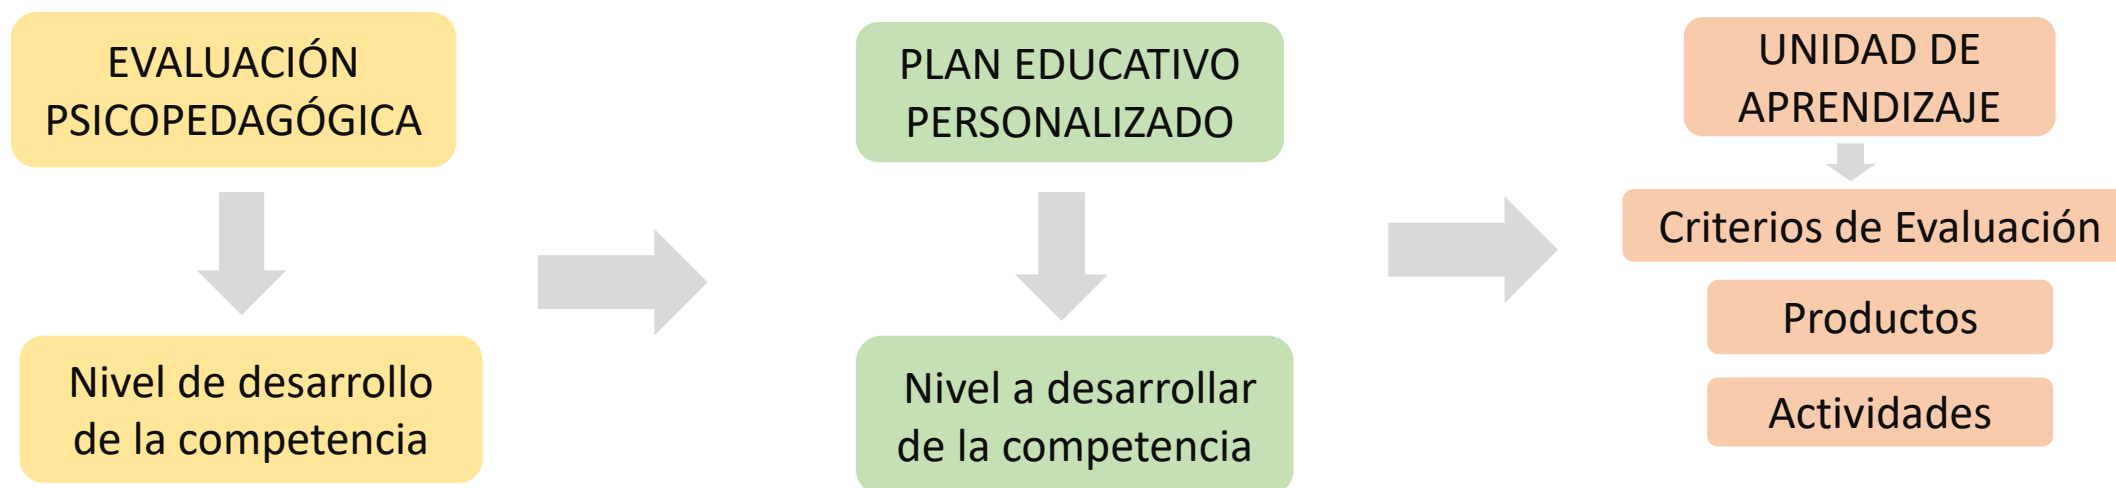 EVALUACIÓN
PSICOPEDAGÓGICA
Nivel de desarrollo
de la competencia
PLAN EDUCATIVO
PERSONALIZADO
Nivel a desarrollar
de la competencia
UNIDAD DE
APRENDIZAJE
Criterios de Evaluación
Productos
Actividades